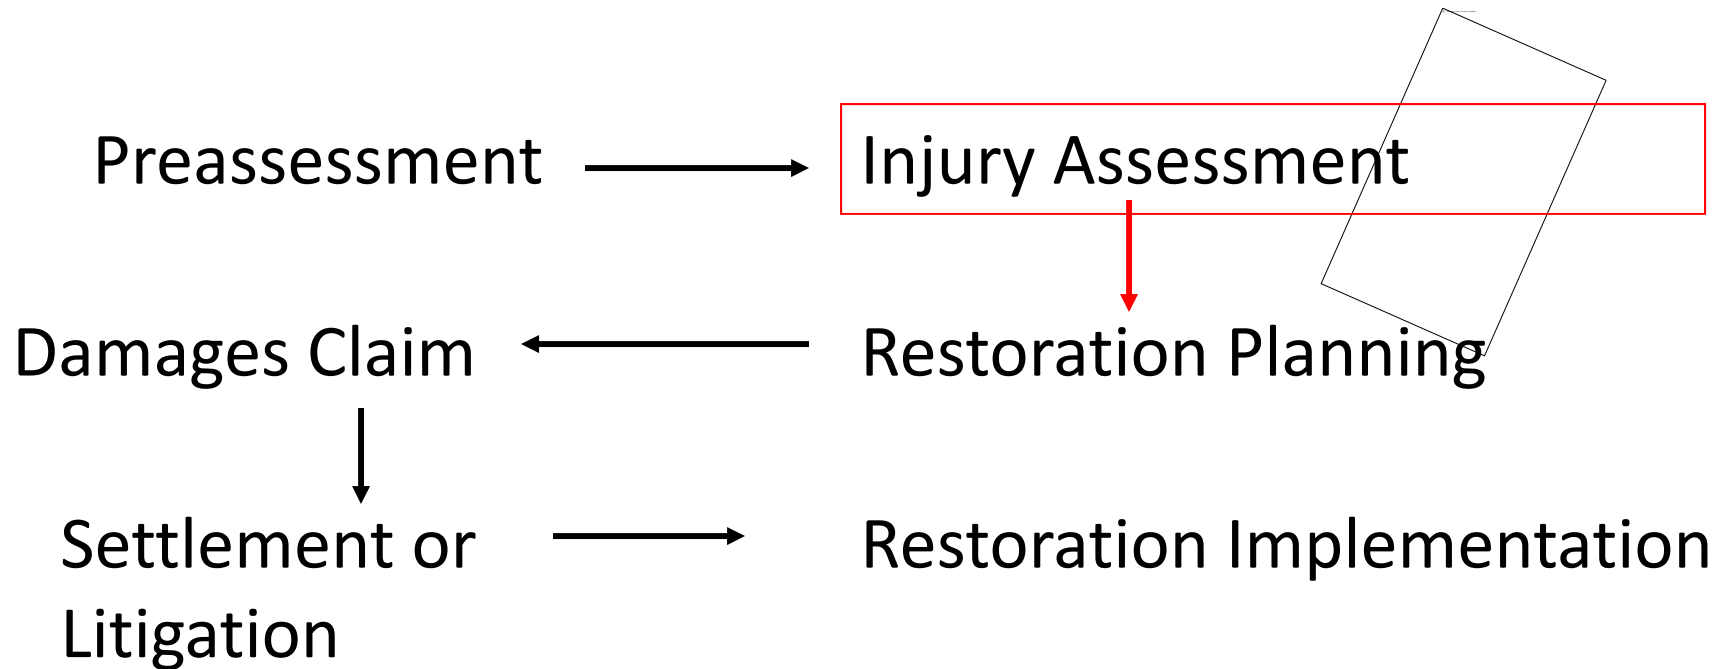 Preassessment
Injury Assessment
Damages Claim
Restoration Planning
Settlement or
Litigation
Restoration Implementation